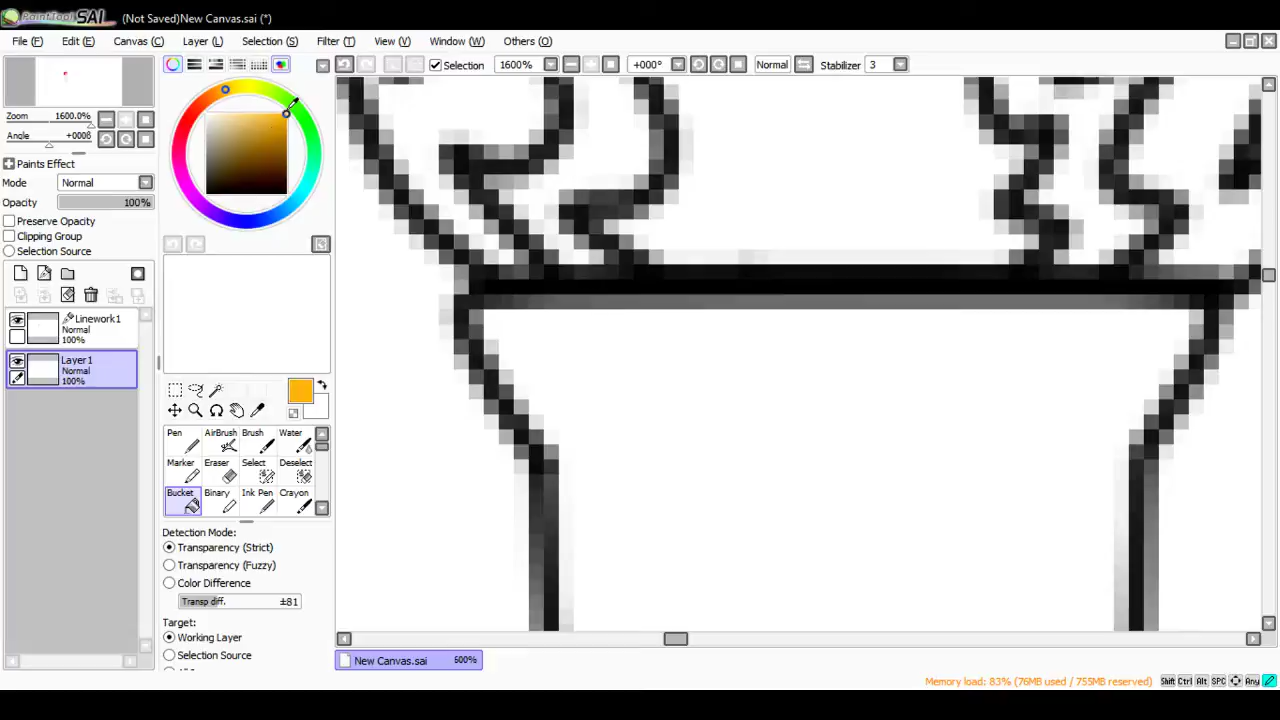 PaintTool SAI (Not Saved)New Canvas.sai (*)
File (F) Edit (E) Canvas (C) Layer (L) Selection (S) Filter (T) View (V) Window (W) Others (O)
Selection 1600% +000° Normal Stabilizer 3
Zoom 1600.0%
Angle +0008
Paints Effect
Mode Normal
Opacity 100%
Preserve Opacity
Clipping Group
Selection Source
Linework1
Normal
100%
Layer1
Normal
100%
Pen AirBrush Brush Water
Marker Eraser Select Deselect
Bucket Binary Ink Pen Crayon
Detection Mode:
Transparency (Strict)
Transparency (Fuzzy)
Color Difference
Transp diff. ±81
Target:
Working Layer
Selection Source
New Canvas.sai 600%
Memory load: 83% (76MB used / 755MB reserved) Shift Ctrl Alt SPC Any